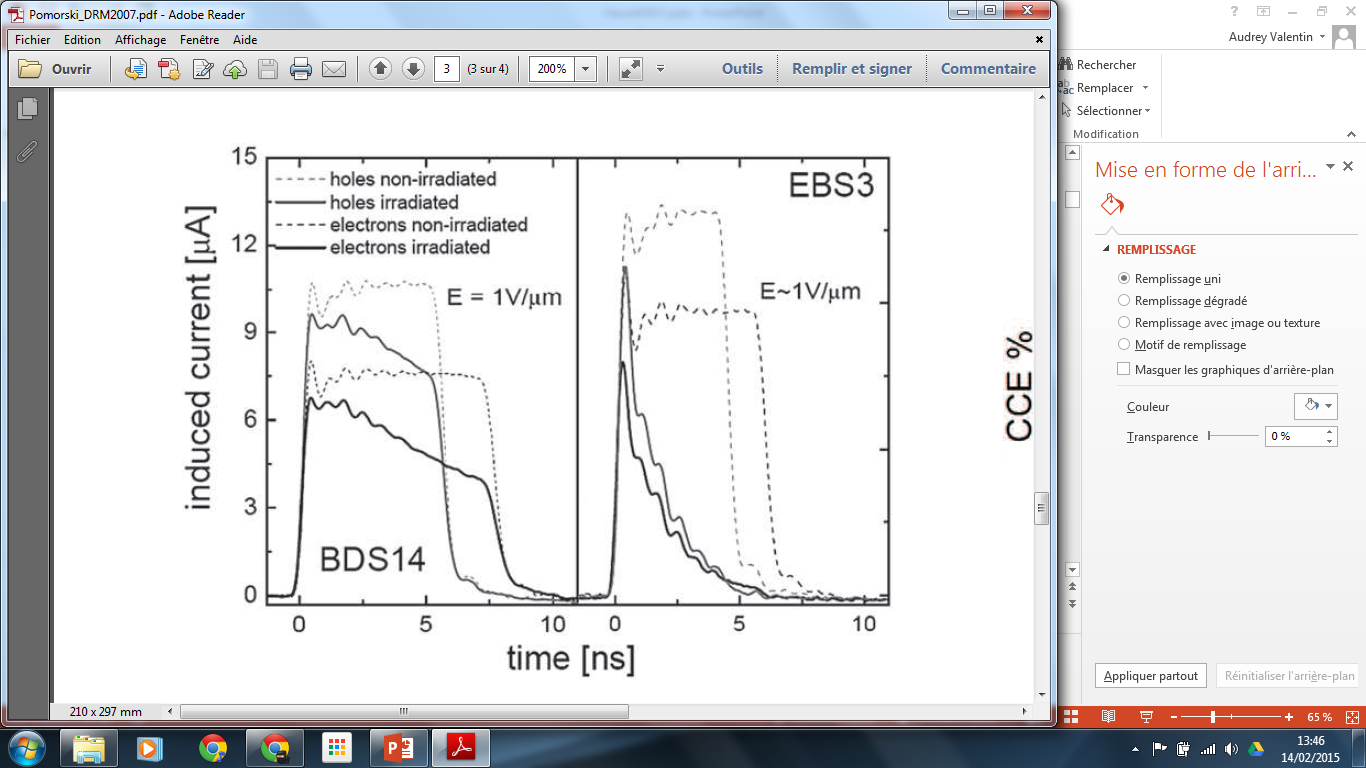 Pomorski_DRM2007.pdf - Adobe Reader
Fichier Edition Affichage Fenêtre Aide
Ouvrir
3 (3 sur 4)
200%
Outils Remplir et signer Commentaire
15
12
9
6
3
0
induced current [µA]
holes non-irradiated
holes irradiated
electrons non-irradiated
electrons irradiated
E = 1V/µm
BDS14
EBS3
E~1V/µm
0 5 10 0 5 10
time [ns]
CCE %
210 x 297 mm
? 
Audrey Valentin
Rechercher
Remplacer
Sélectionner
Modification
Mise en forme de l'arri...
REMPLISSAGE
Remplissage uni
Remplissage dégradé
Remplissage avec image ou texture
Motif de remplissage
Masquer les graphiques d'arrière-plan
Couleur
Transparence 0 %
Appliquer partout Réinitialiser l'arrière-plan
65 %
13:46
14/02/2015